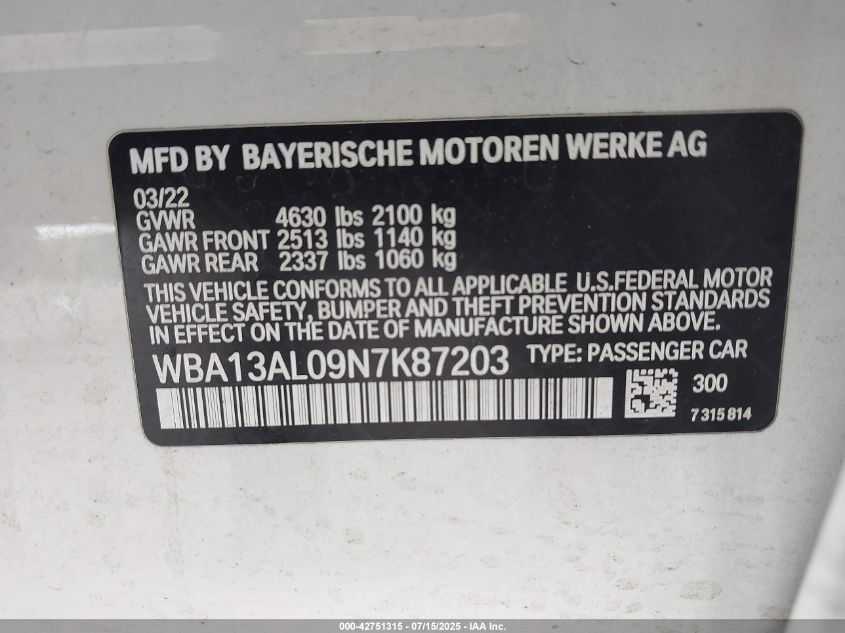 MFD BY BAYERISCHE MOTOREN WERKE AG
03/22
GVWR 4630 lbs 2100 kg
GAWR FRONT 2513 lbs 1140 kg
GAWR REAR 2337 lbs 1060 kg
THIS VEHICLE CONFORMS TO ALL APPLICABLE U.S.FEDERAL MOTOR
VEHICLE SAFETY, BUMPER AND THEFT PREVENTION STANDARDS
IN EFFECT ON THE DATE OF MANUFACTURE SHOWN ABOVE.
WBA13AL09N7K87203 TYPE: PASSENGER CAR
300
7315814
000-42751315 - 07/15/2025 - IAA Inc.